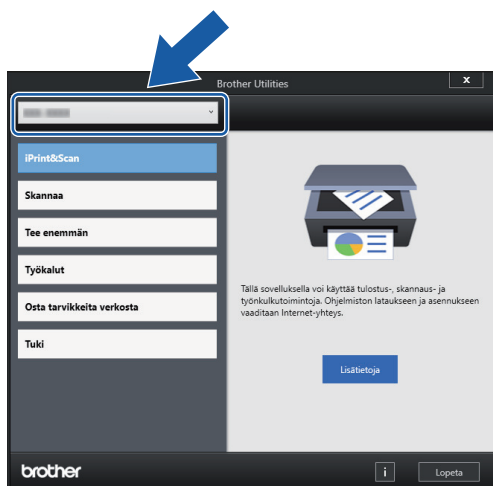 Brother Utilities
X
iPrint&Scan
Skannaa
Tee enemmän
Työkalut
Osta tarvikkeita verkosta
Tuki
Tällä sovelluksella voi käyttää tulostus-, skannaus- ja
työnkulkutoimintoja. Ohjelmiston lataukseen ja asennukseen
vaaditaan Internet-yhteys.
Lisätietoja
brother
i
Lopeta